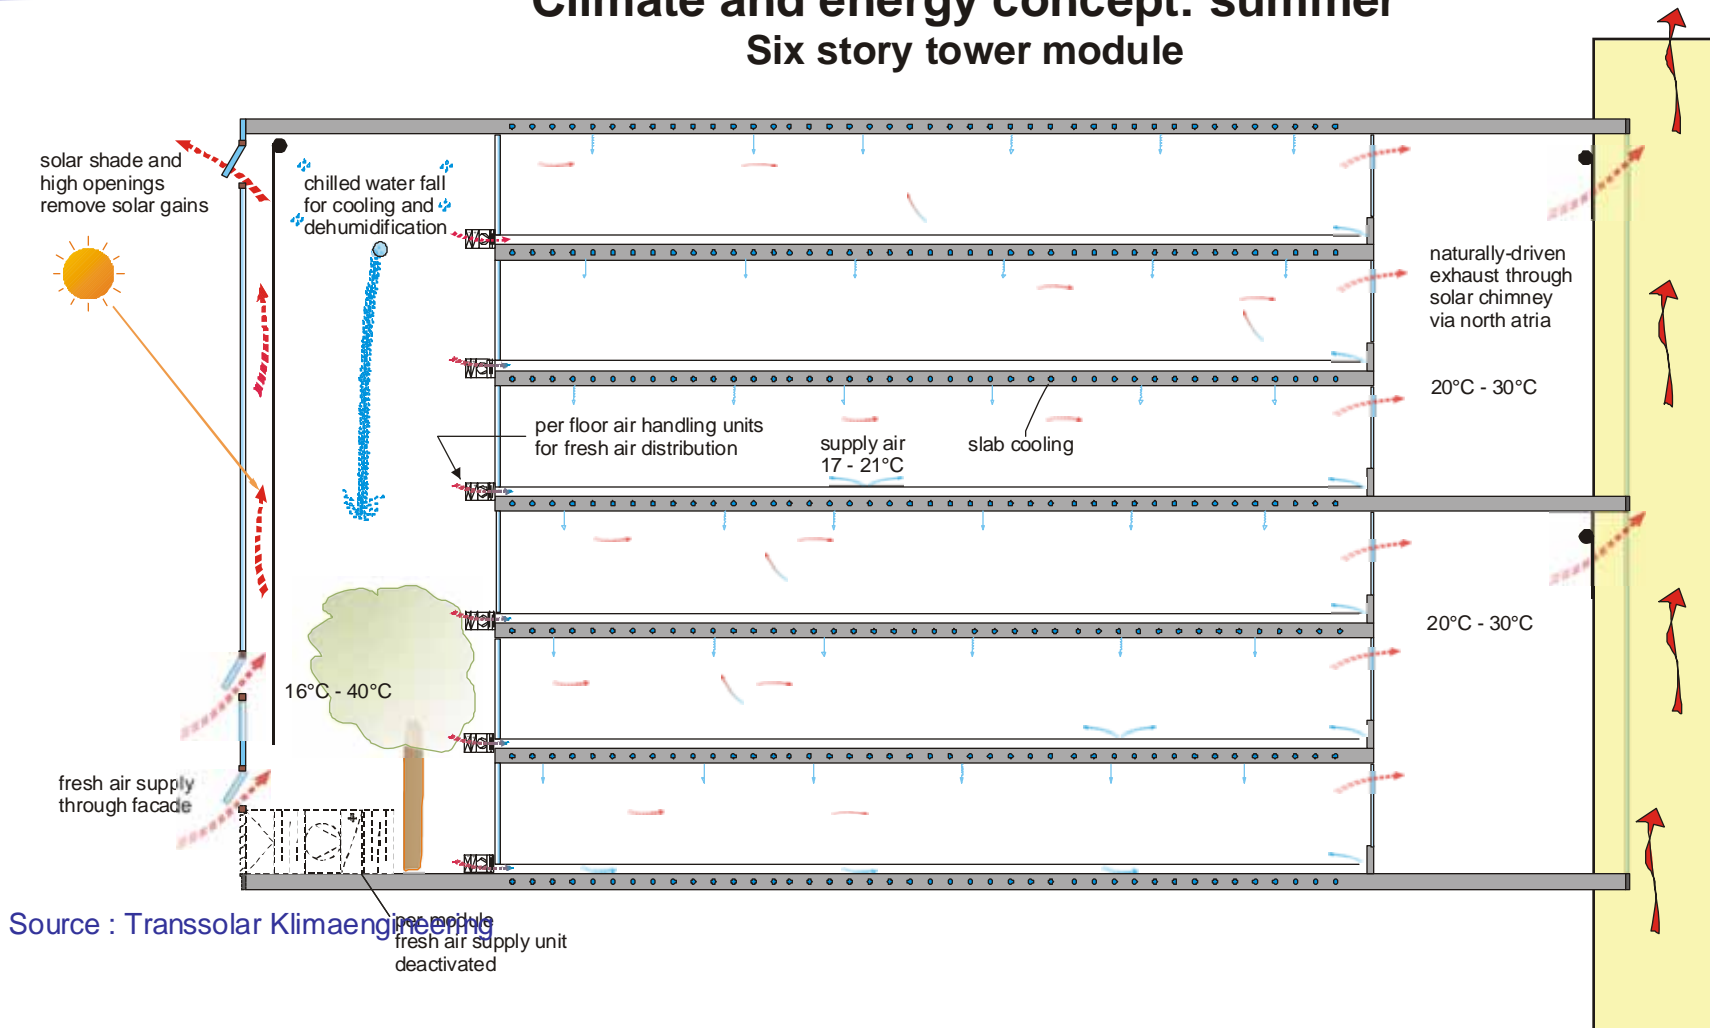 Climate and energy concept: summer
Six story tower module
solar shade and
high openings
remove solar gains
chilled water fall
for cooling and
dehumidification
naturally-driven
exhaust through
solar chimney
via north atria
20°C - 30°C
per floor air handling units
for fresh air distribution
supply air
17 - 21°C
slab cooling
20°C - 30°C
16°C - 40°C
fresh air supply
through facade
Source : Transsolar Klimaengineering
per module
fresh air supply unit
deactivated